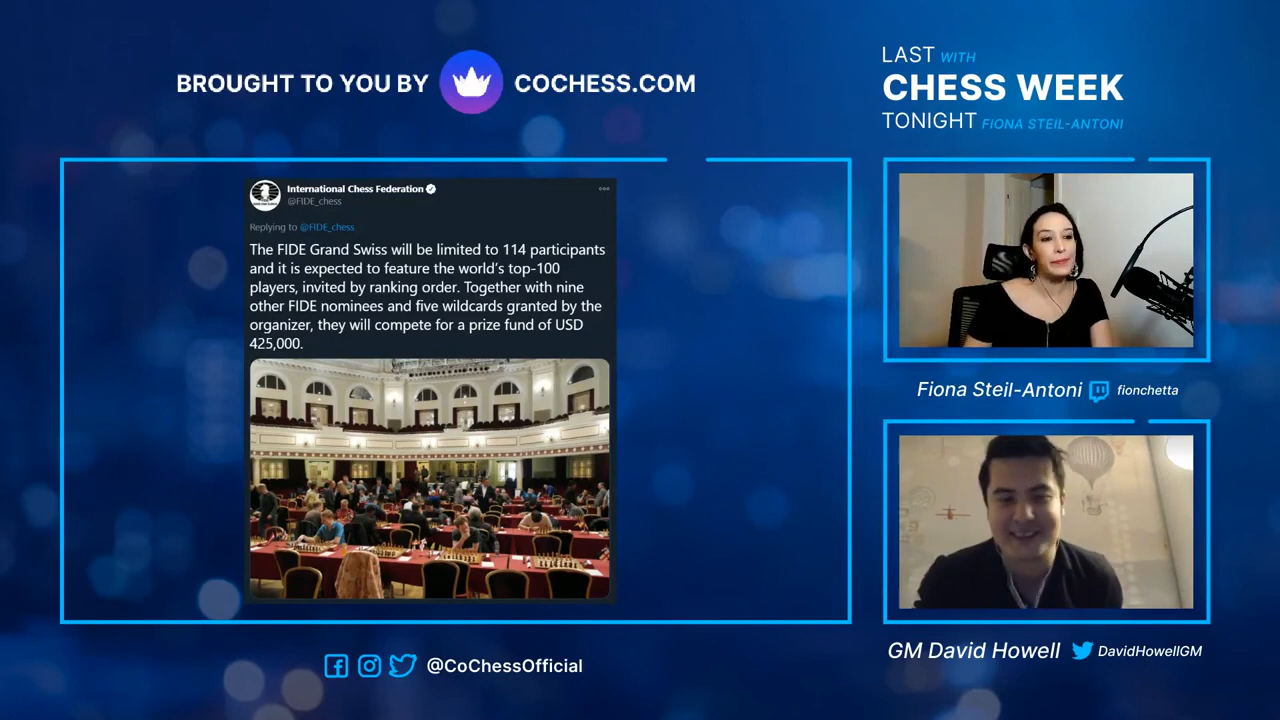 BROUGHT TO YOU BY COCHESS.COM
LAST WITH
CHESS WEEK
TONIGHT FIONA STEIL-ANTONI
International Chess Federation
@FIDE_chess
Replying to @FIDE_chess
The FIDE Grand Swiss will be limited to 114 participants
and it is expected to feature the world's top-100
players, invited by ranking order. Together with nine
other FIDE nominees and five wildcards granted by the
organizer, they will compete for a prize fund of USD
425,000.
Fiona Steil-Antoni fionchetta
GM David Howell DavidHowellGM
@CoChessOfficial